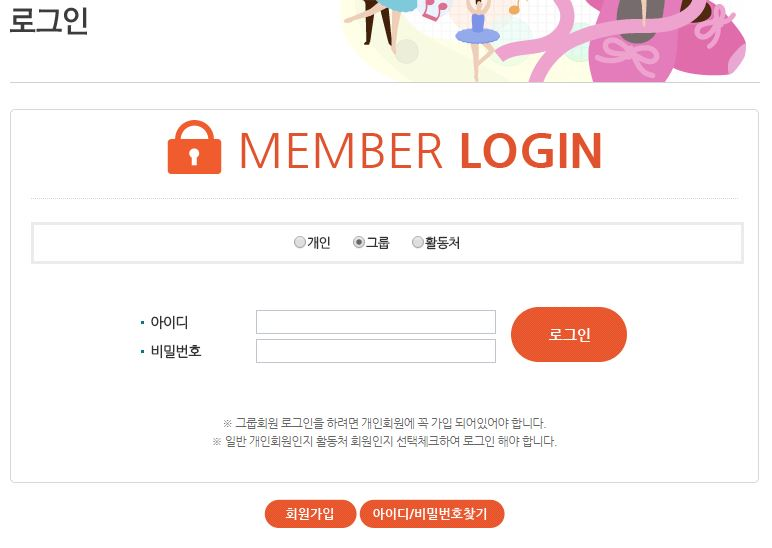 로그인
MEMBER LOGIN
개인 그룹 활동처
아이디
로그인
비밀번호
※ 그룹회원 로그인을 하려면 개인회원에 꼭 가입 되어있어야 합니다.
※ 일반 개인회원인지 활동처 회원인지 선택체크하여 로그인 해야 합니다.
회원가입 아이디/비밀번호찾기